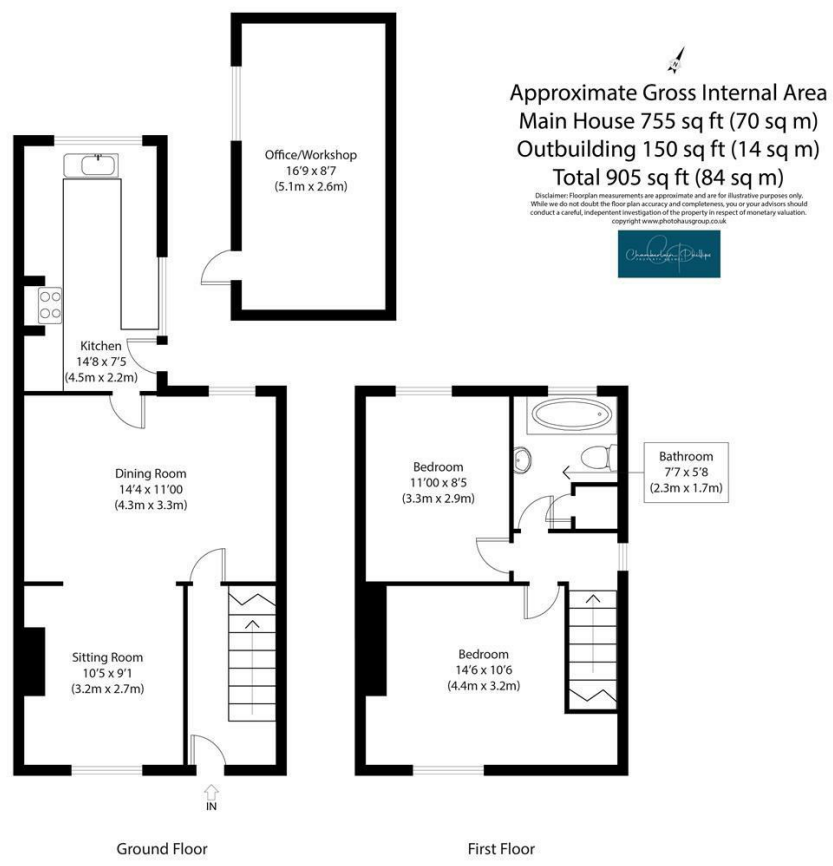 N
Approximate Gross Internal Area
Main House 755 sq ft (70 sq m)
Outbuilding 150 sq ft (14 sq m)
Total 905 sq ft (84 sq m)
Disclaimer: Floorplan measurements are approximate and are for illustrative purposes only.
While we do not doubt the floor plan accuracy and completeness, you or your advisors should
conduct a careful, indepentent investigation of the property in respect of monetary valuation.
copyright www.photohausgroup.co.uk
Chamberlain Phillips
Office/Workshop
16'9 x 8'7
(5.1m x 2.6m)
Kitchen
14'8 x 7'5
(4.5m x 2.2m)
Dining Room
14'4 x 11'00
(4.3m x 3.3m)
Sitting Room
10'5 x 9'1
(3.2m x 2.7m)
IN
Bedroom
11'00 x 8'5
(3.3m x 2.9m)
Bathroom
7'7 x 5'8
(2.3m x 1.7m)
Bedroom
14'6 x 10'6
(4.4m x 3.2m)
Ground Floor
First Floor